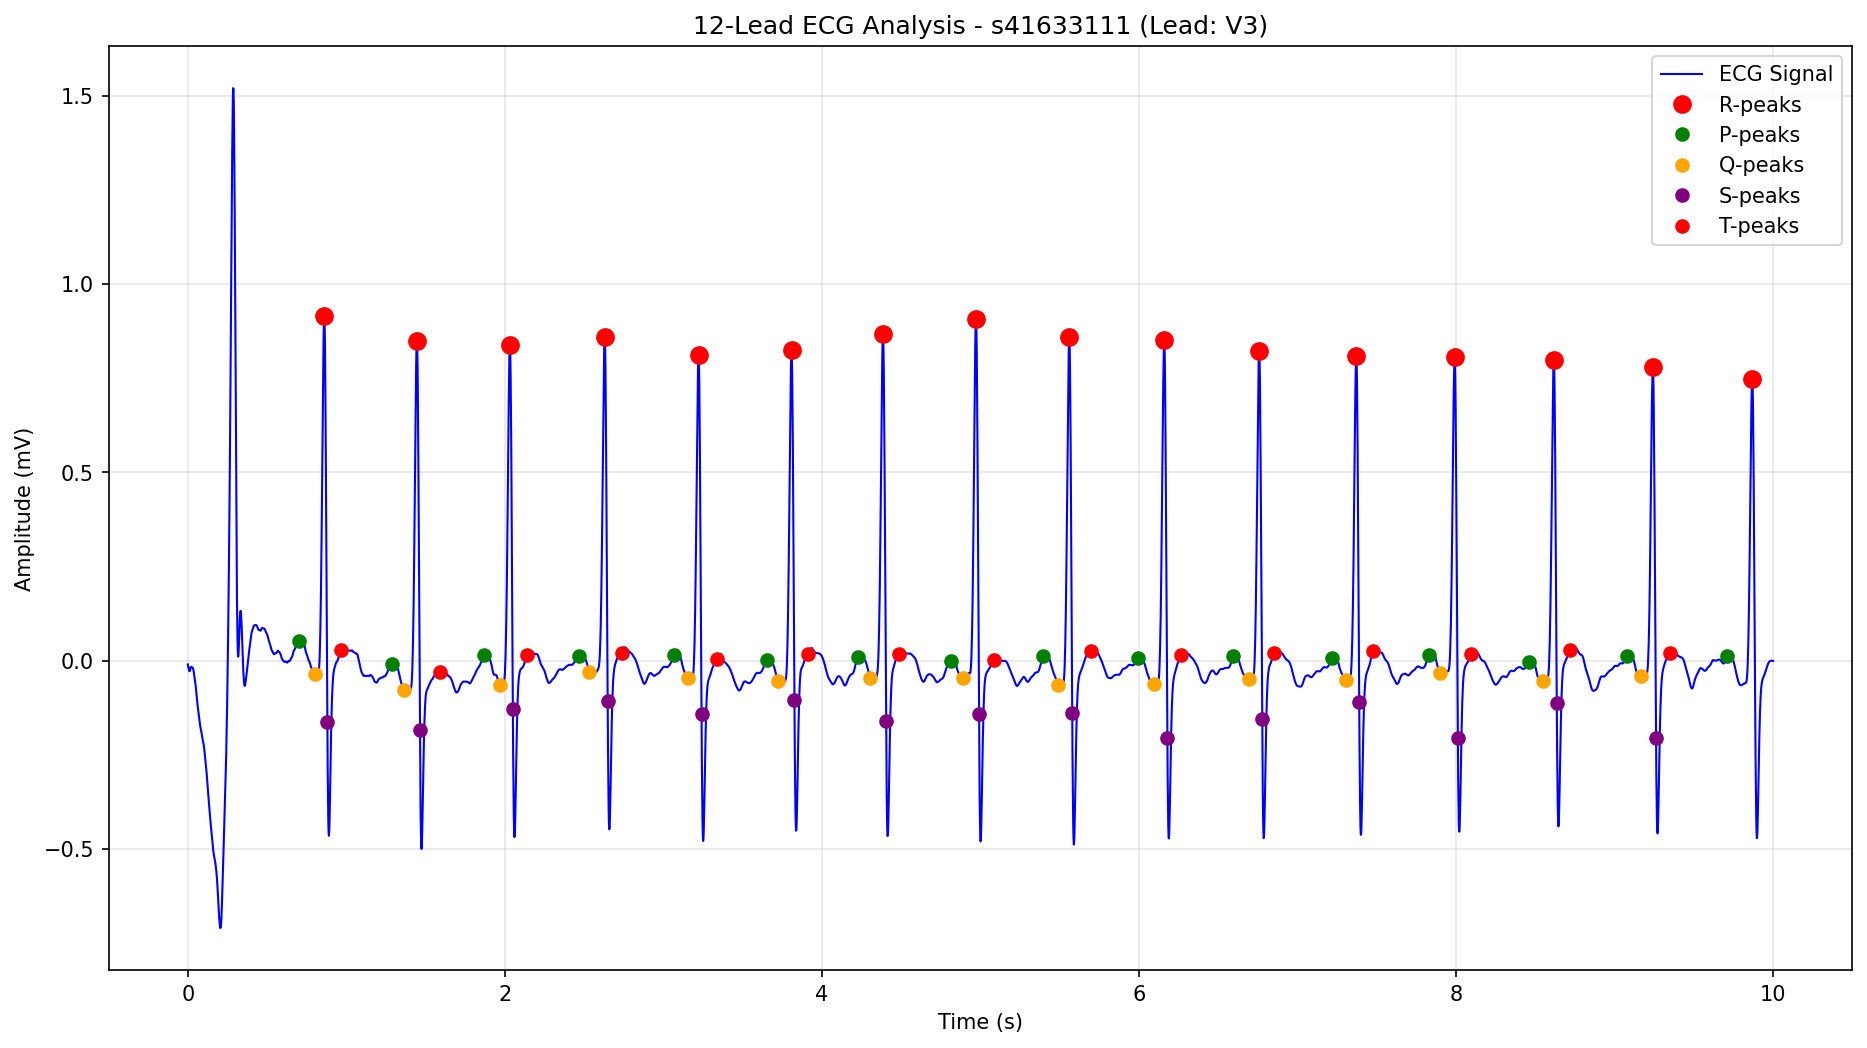 12-Lead ECG Analysis - s41633111 (Lead: V3)
ECG Signal
R-peaks
P-peaks
Q-peaks
S-peaks
T-peaks
Amplitude (mV)
1.5
1.0
0.5
0.0
−0.5
0 2 4 6 8 10
Time (s)